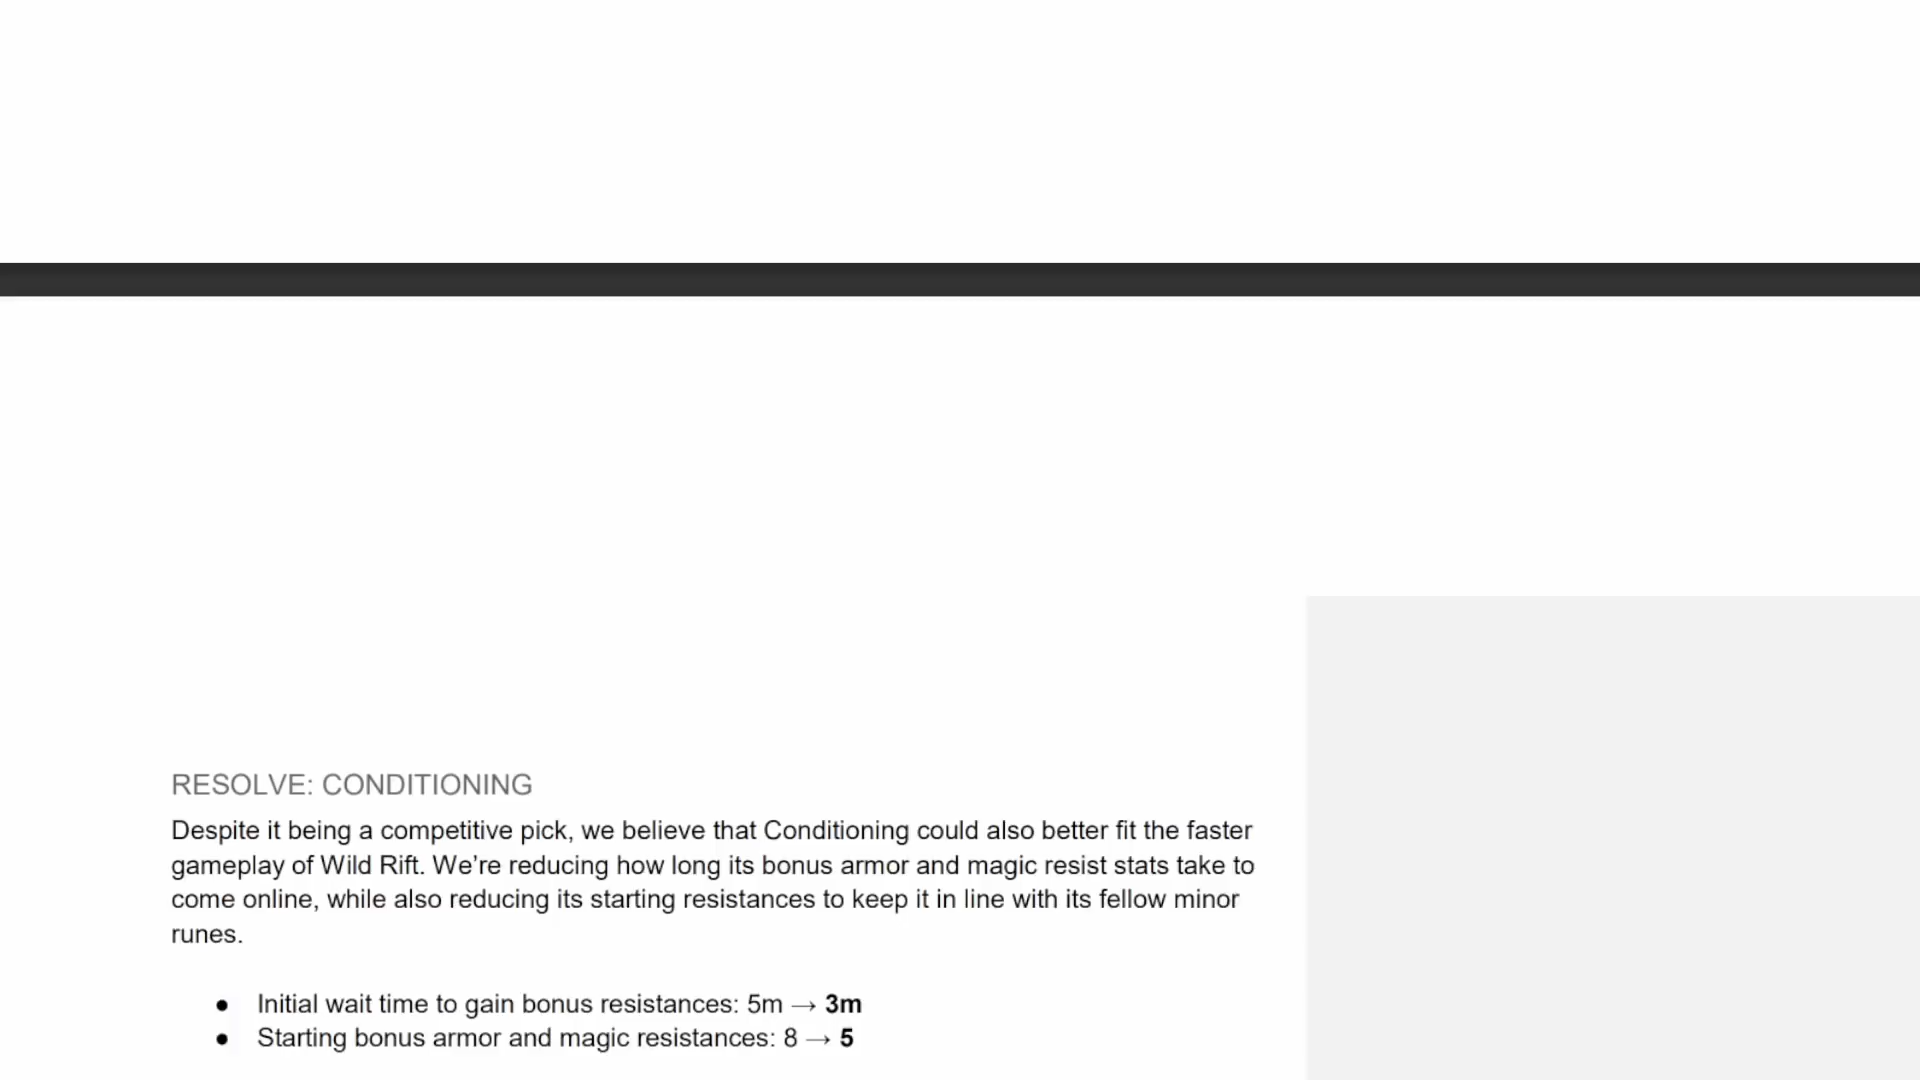 RESOLVE: CONDITIONING
Despite it being a competitive pick, we believe that Conditioning could also better fit the faster
gameplay of Wild Rift. We’re reducing how long its bonus armor and magic resist stats take to
come online, while also reducing its starting resistances to keep it in line with its fellow minor
runes.
● Initial wait time to gain bonus resistances: 5m → 3m
● Starting bonus armor and magic resistances: 8 → 5